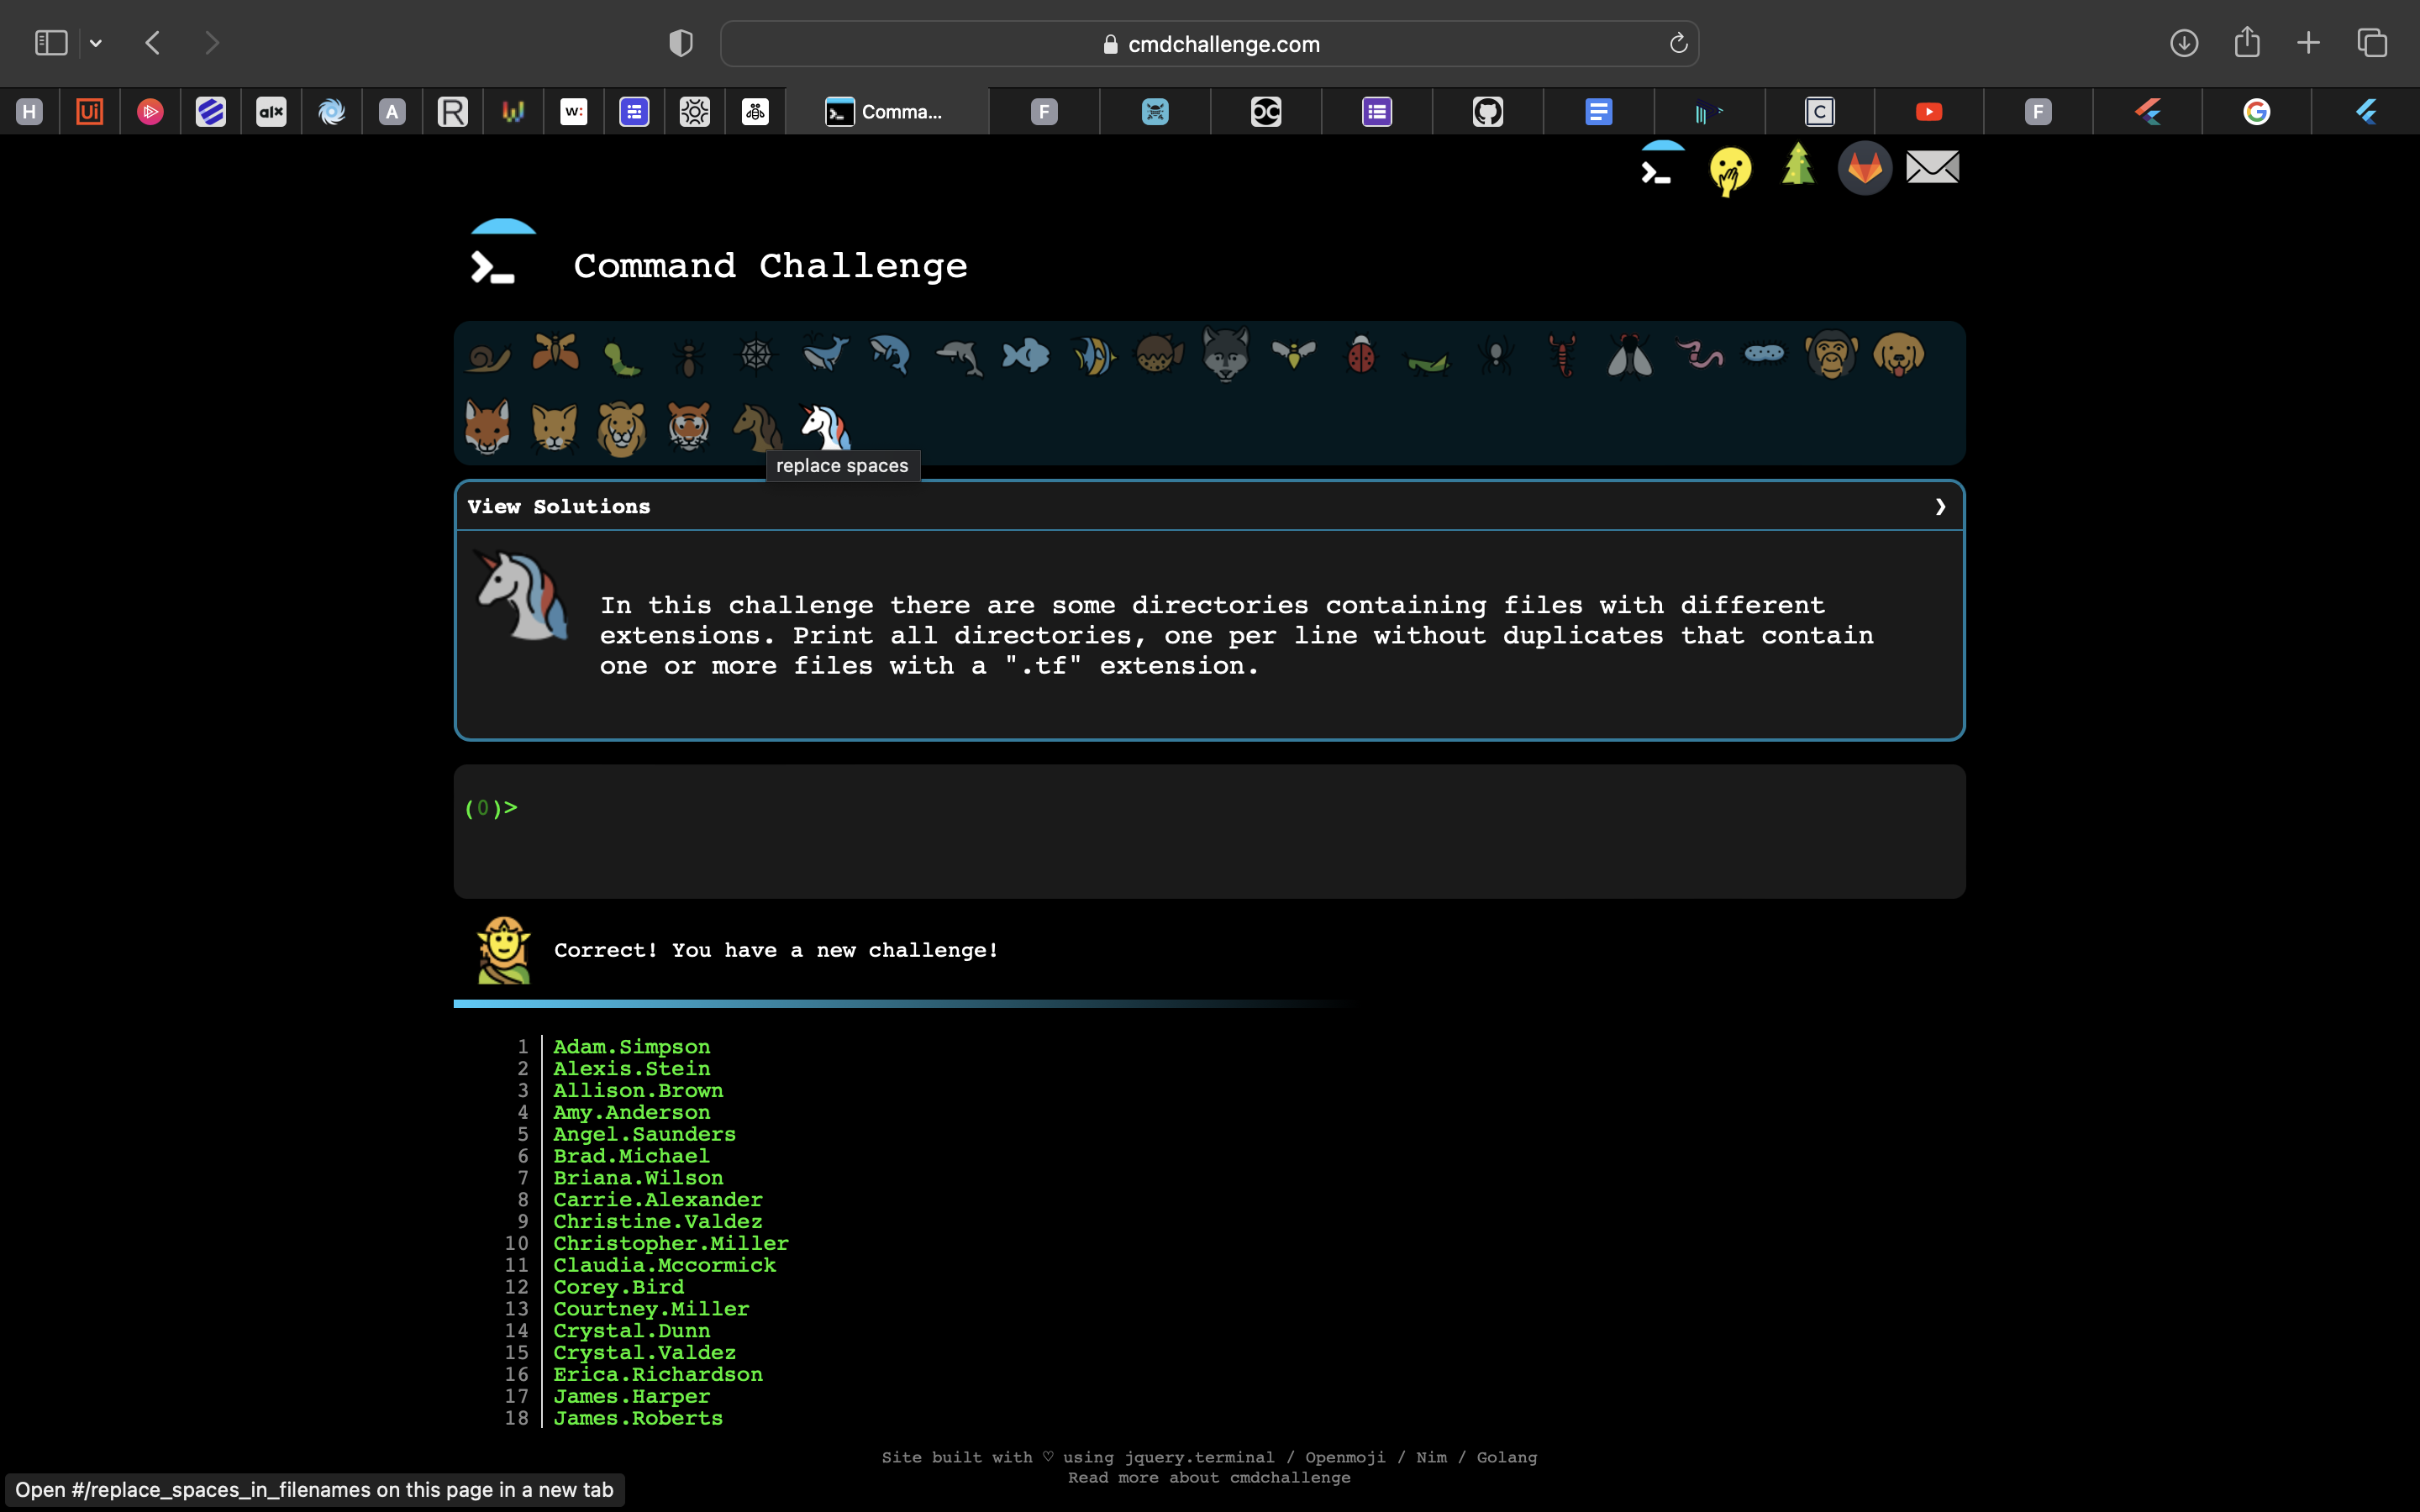 cmdchallenge.com
H Ui alx A R w: Comma... F OC F C G
Command Challenge
replace spaces
View Solutions
In this challenge there are some directories containing files with different
extensions. Print all directories, one per line without duplicates that contain
one or more files with a ".tf" extension.
(0)>
Correct! You have a new challenge!
1 Adam.Simpson
2 Alexis.Stein
3 Allison.Brown
4 Amy.Anderson
5 Angel.Saunders
6 Brad.Michael
7 Briana.Wilson
8 Carrie.Alexander
9 Christine.Valdez
10 Christopher.Miller
11 Claudia.Mccormick
12 Corey.Bird
13 Courtney.Miller
14 Crystal.Dunn
15 Crystal.Valdez
16 Erica.Richardson
17 James.Harper
18 James.Roberts
Site built with ♡ using jquery.terminal / Openmoji / Nim / Golang
Read more about cmdchallenge
Open #/replace_spaces_in_filenames on this page in a new tab